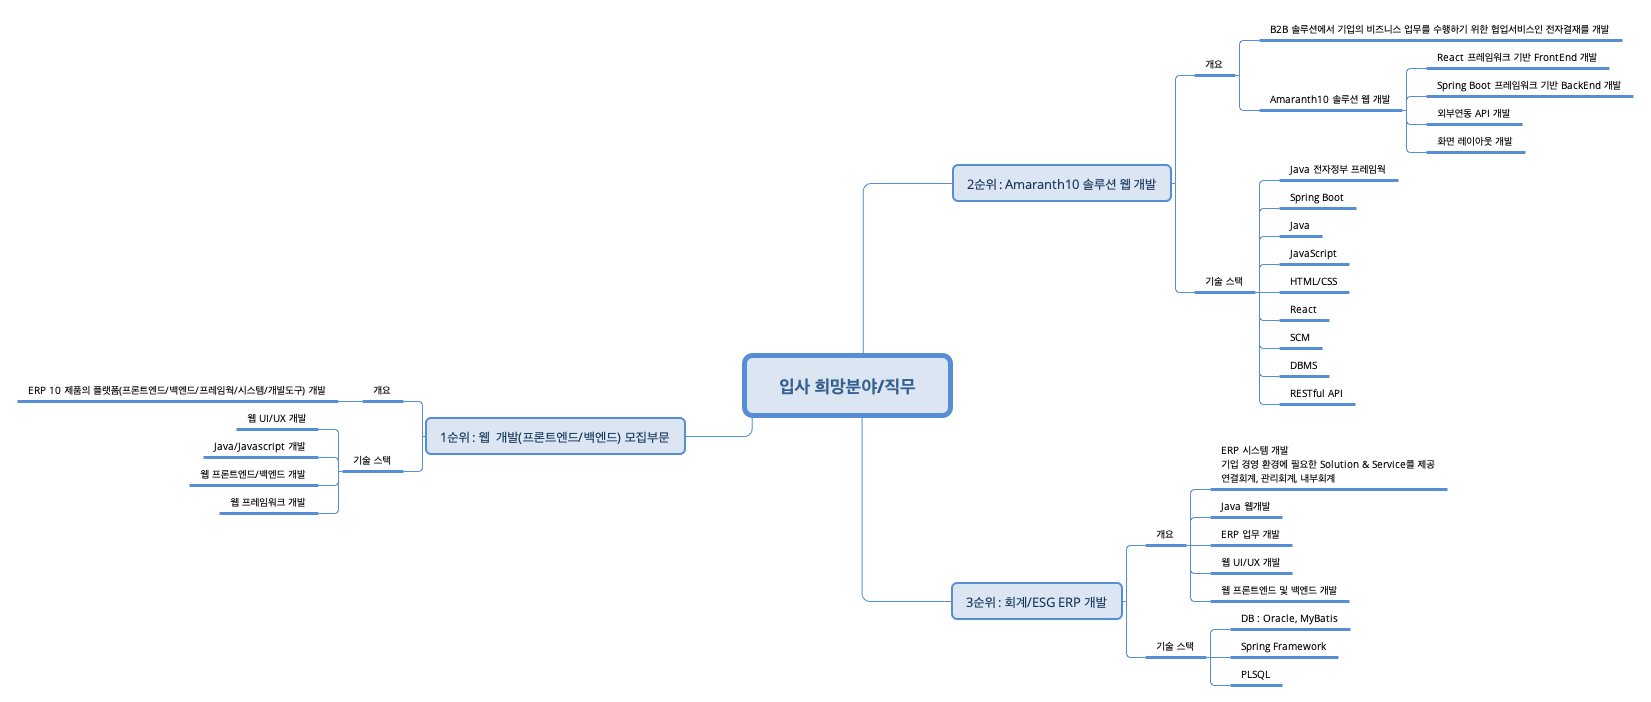 입사 희망분야/직무
1순위 : 웹 개발(프론트엔드/백엔드) 모집부문
개요
ERP 10 제품의 플랫폼(프론트엔드/백엔드/프레임웍/시스템/개발도구) 개발
기술 스택
웹 UI/UX 개발
Java/Javascript 개발
웹 프론트엔드/백엔드 개발
웹 프레임워크 개발
2순위 : Amaranth10 솔루션 웹 개발
개요
B2B 솔루션에서 기업의 비즈니스 업무를 수행하기 위한 협업서비스인 전자결재를 개발
Amaranth10 솔루션 웹 개발
React 프레임워크 기반 FrontEnd 개발
Spring Boot 프레임워크 기반 BackEnd 개발
외부연동 API 개발
화면 레이아웃 개발
기술 스택
Java 전자정부 프레임웍
Spring Boot
Java
JavaScript
HTML/CSS
React
SCM
DBMS
RESTful API
3순위 : 회계/ESG ERP 개발
개요
ERP 시스템 개발
기업 경영 환경에 필요한 Solution & Service를 제공
연결회계, 관리회계, 내부회계
Java 웹개발
ERP 업무 개발
웹 UI/UX 개발
웹 프론트엔드 및 백엔드 개발
기술 스택
DB : Oracle, MyBatis
Spring Framework
PLSQL